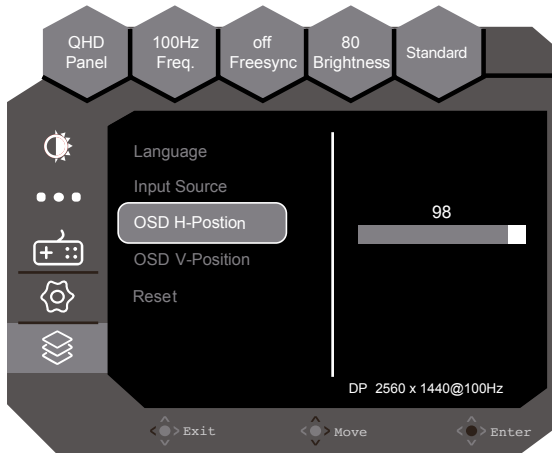 QHD
Panel
100Hz
Freq.
off
Freesync
80
Brightness
Standard
Language
Input Source
OSD H-Postion
OSD V-Position
Reset
98
DP 2560 x 1440@100Hz
Exit
Move
Enter